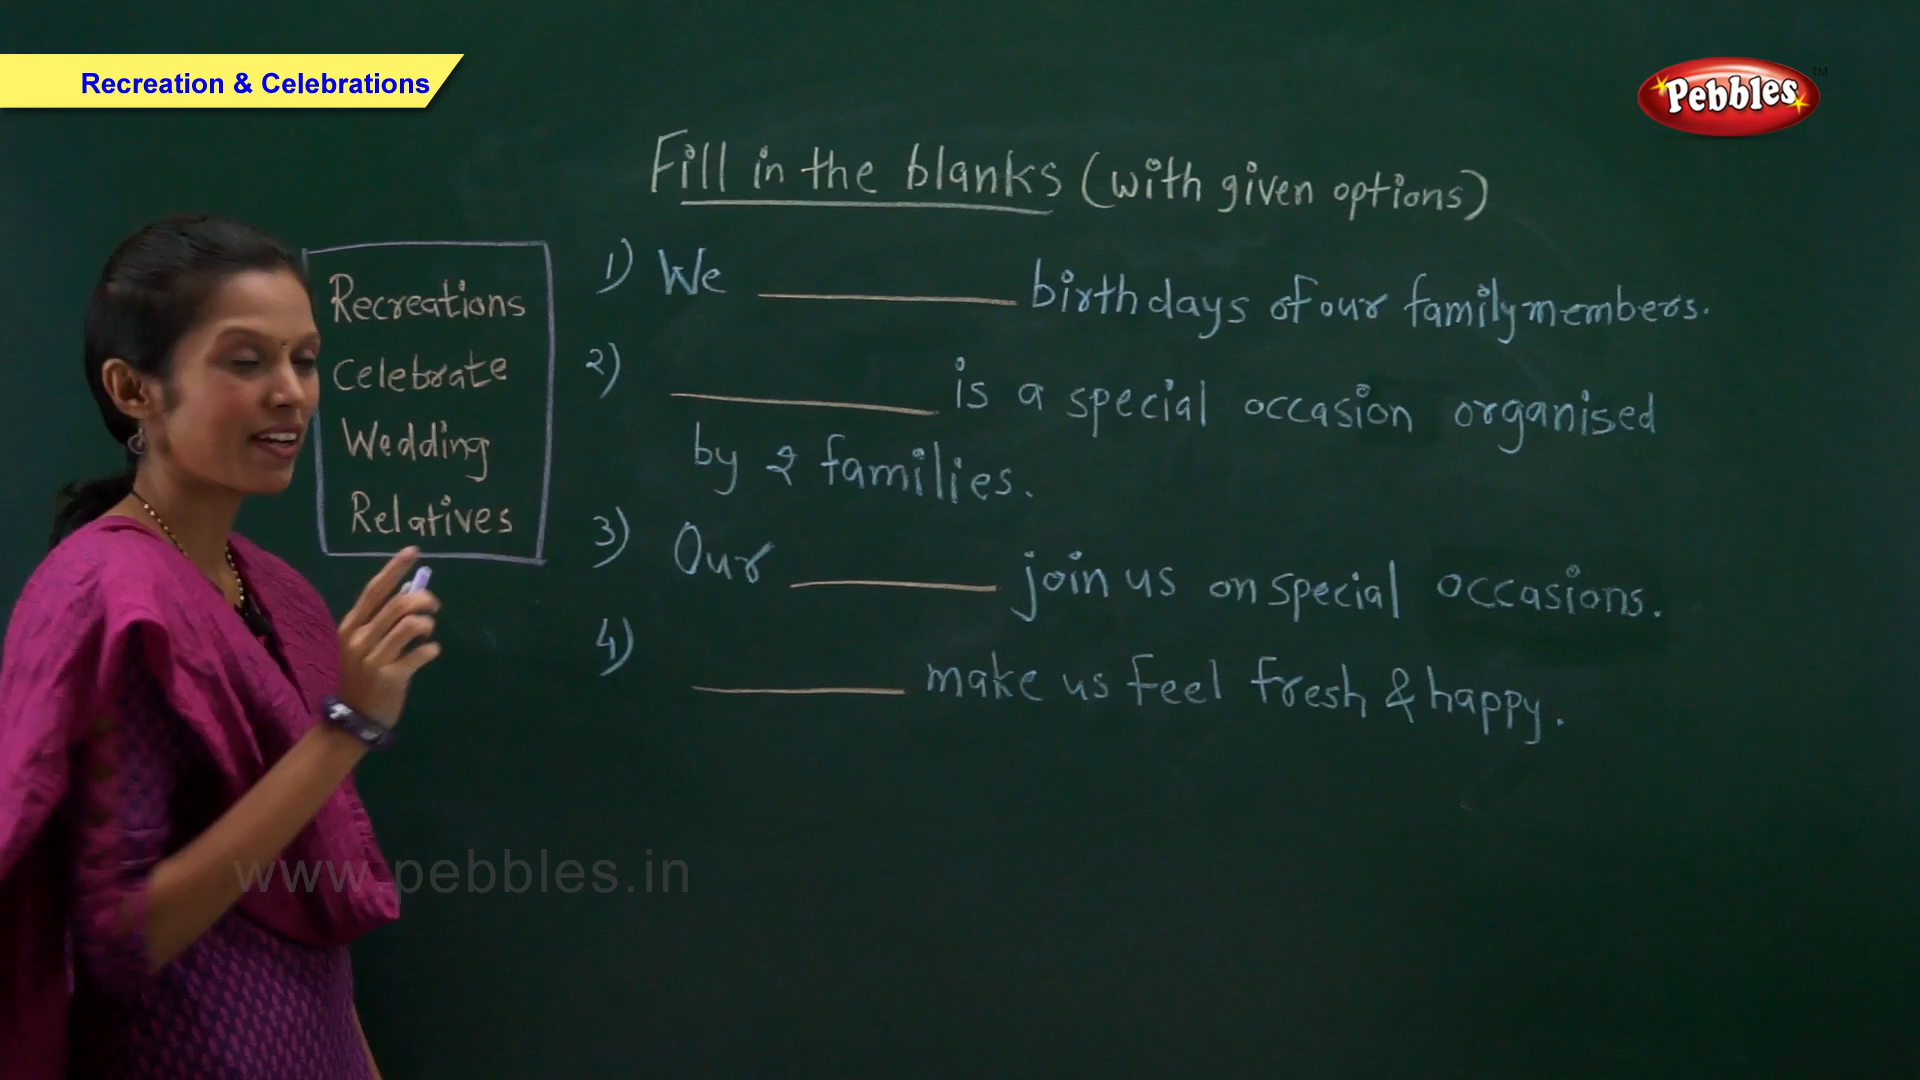 Recreation & Celebrations
Pebbles
TM
Fill in the blanks (with given options)
Recreations
Celebrate
Wedding
Relatives
1) We ________ birthdays of our family members.
2) ________ is a special occasion organised
by 2 families.
3) Our ________ join us on special occasions.
4) ________ make us feel fresh & happy.
www.pebbles.in